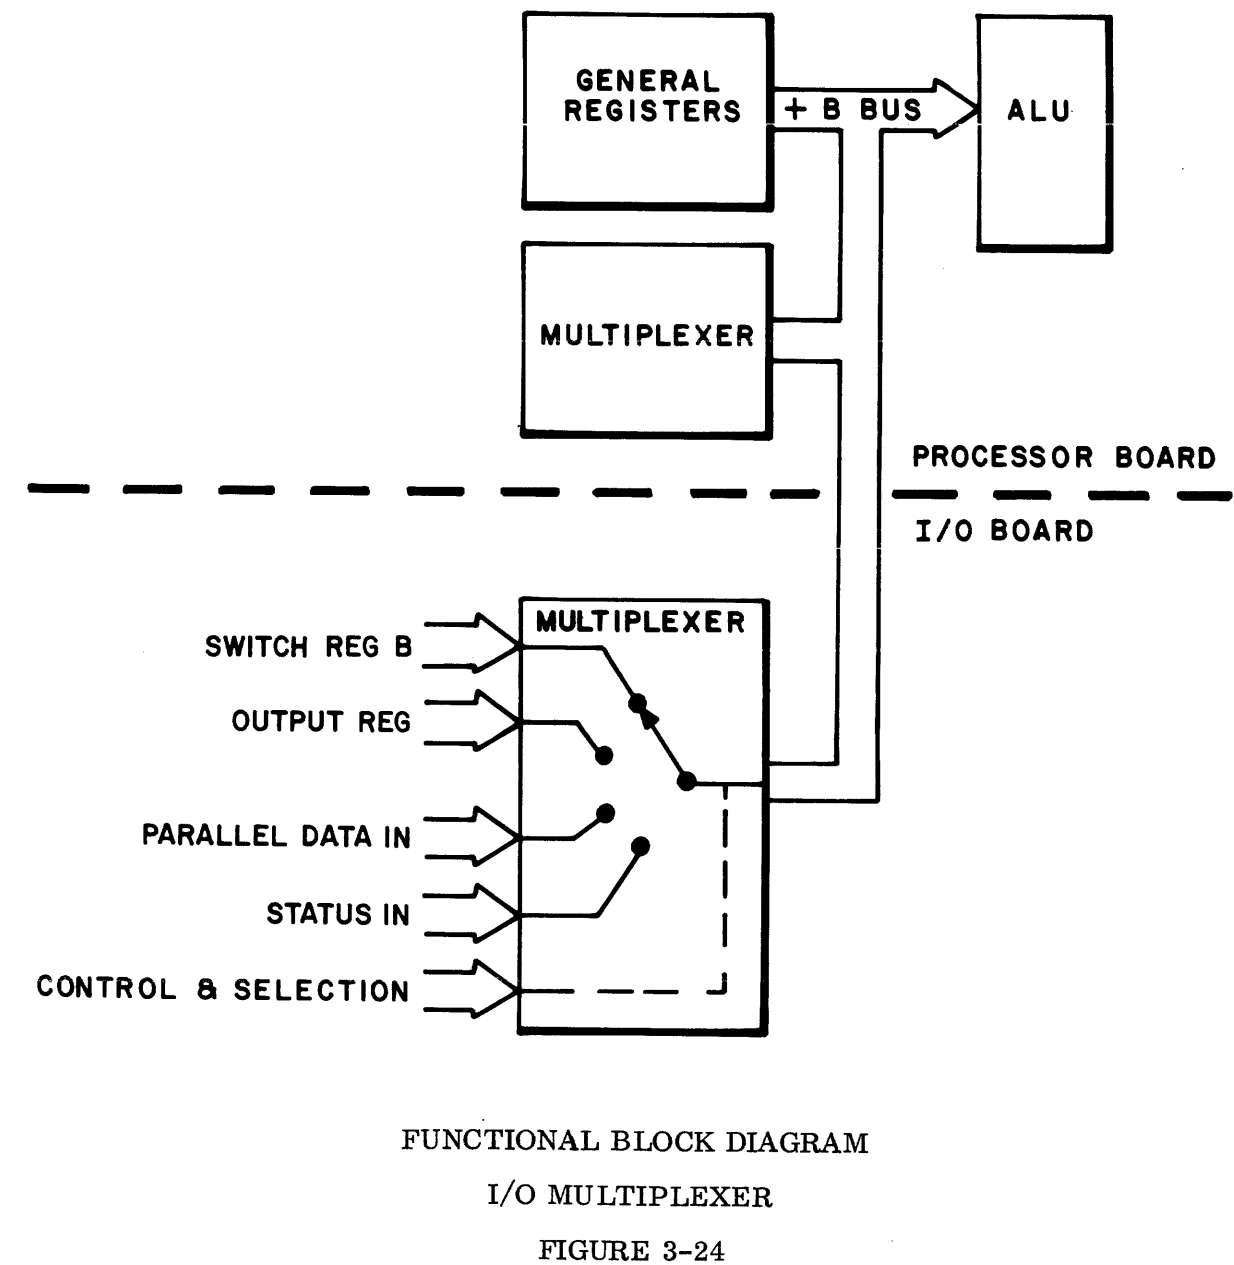 GENERAL
REGISTERS
+ B BUS
ALU
MULTIPLEXER
PROCESSOR BOARD
I/O BOARD
MULTIPLEXER
SWITCH REG B
OUTPUT REG
PARALLEL DATA IN
STATUS IN
CONTROL & SELECTION
FUNCTIONAL BLOCK DIAGRAM
I/O MULTIPLEXER
FIGURE 3-24